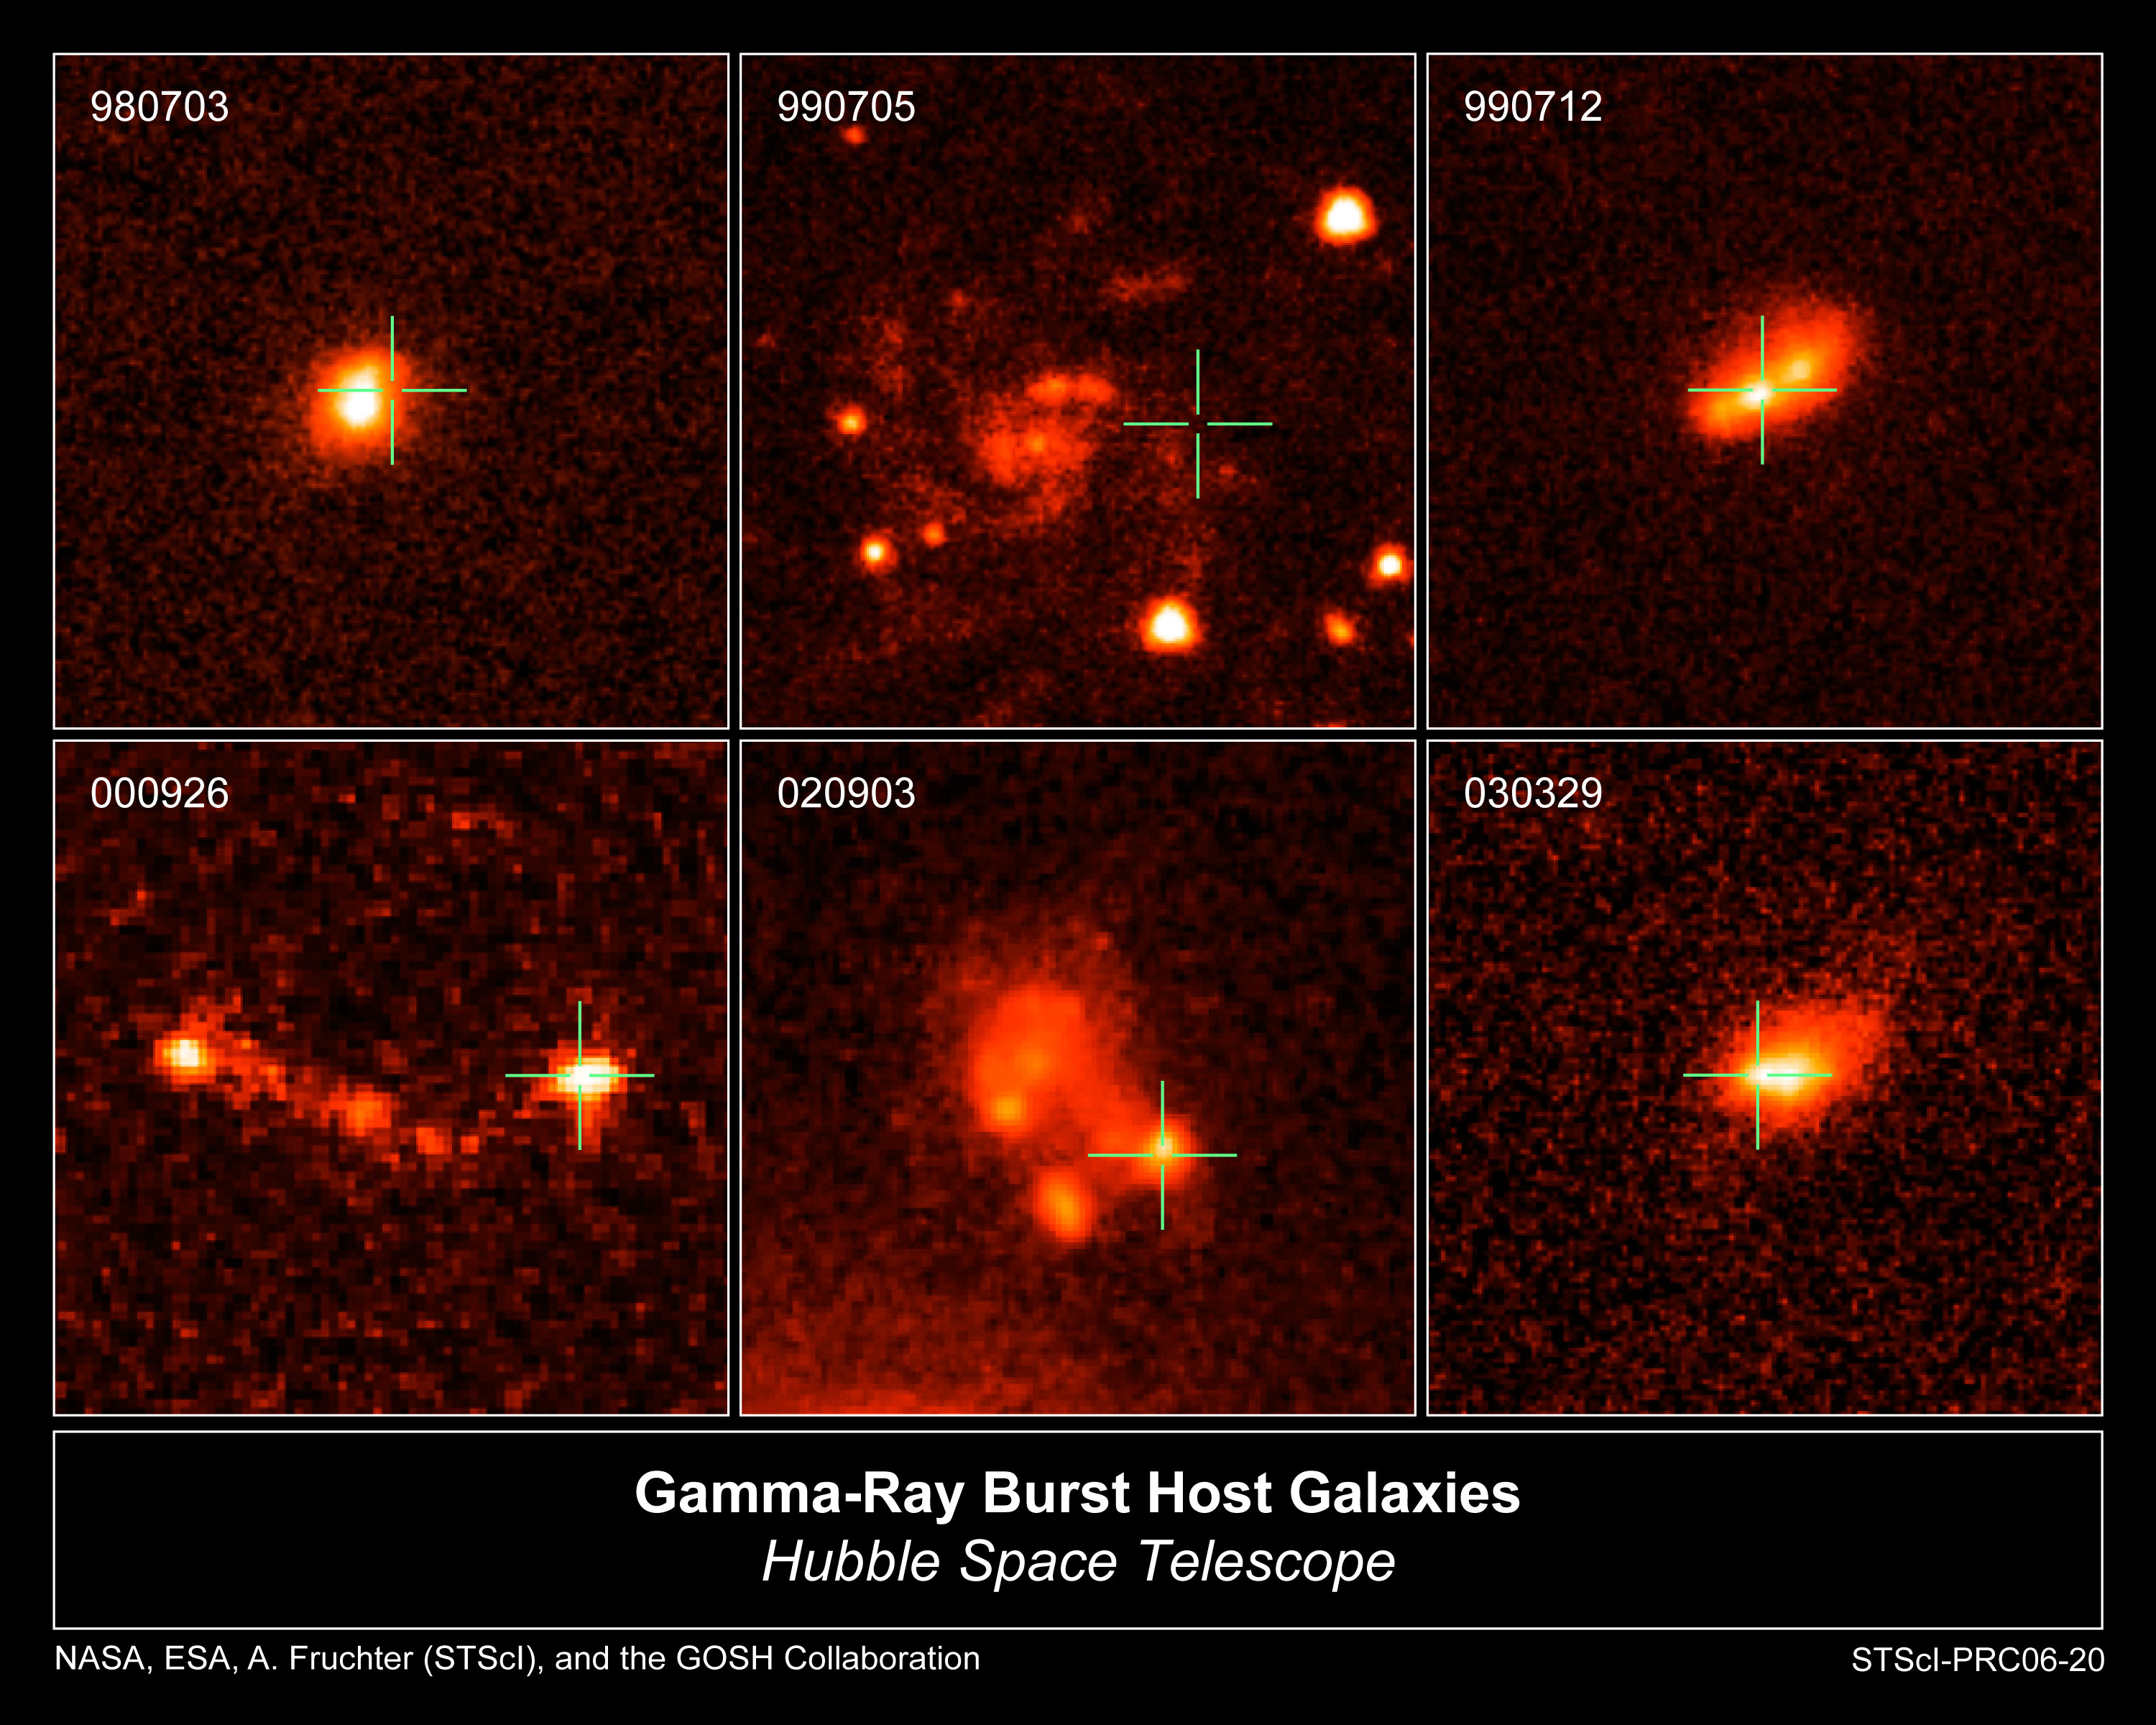 980703
990705
990712
000926
020903
030329
Gamma-Ray Burst Host Galaxies
Hubble Space Telescope
NASA, ESA, A. Fruchter (STScI), and the GOSH Collaboration
STScI-PRC06-20